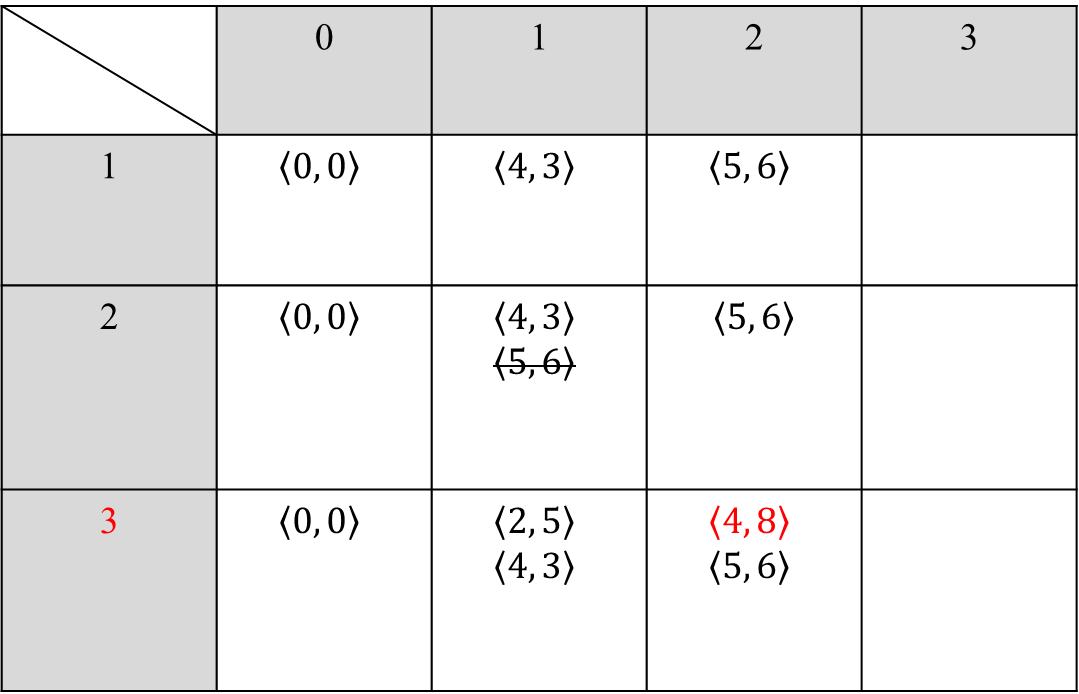 0 1 2 3
1 ⟨0, 0⟩ ⟨4, 3⟩ ⟨5, 6⟩
2 ⟨0, 0⟩ ⟨4, 3⟩ ⟨5, 6⟩
⟨5, 6⟩
3 ⟨0, 0⟩ ⟨2, 5⟩ ⟨4, 8⟩
⟨4, 3⟩ ⟨5, 6⟩